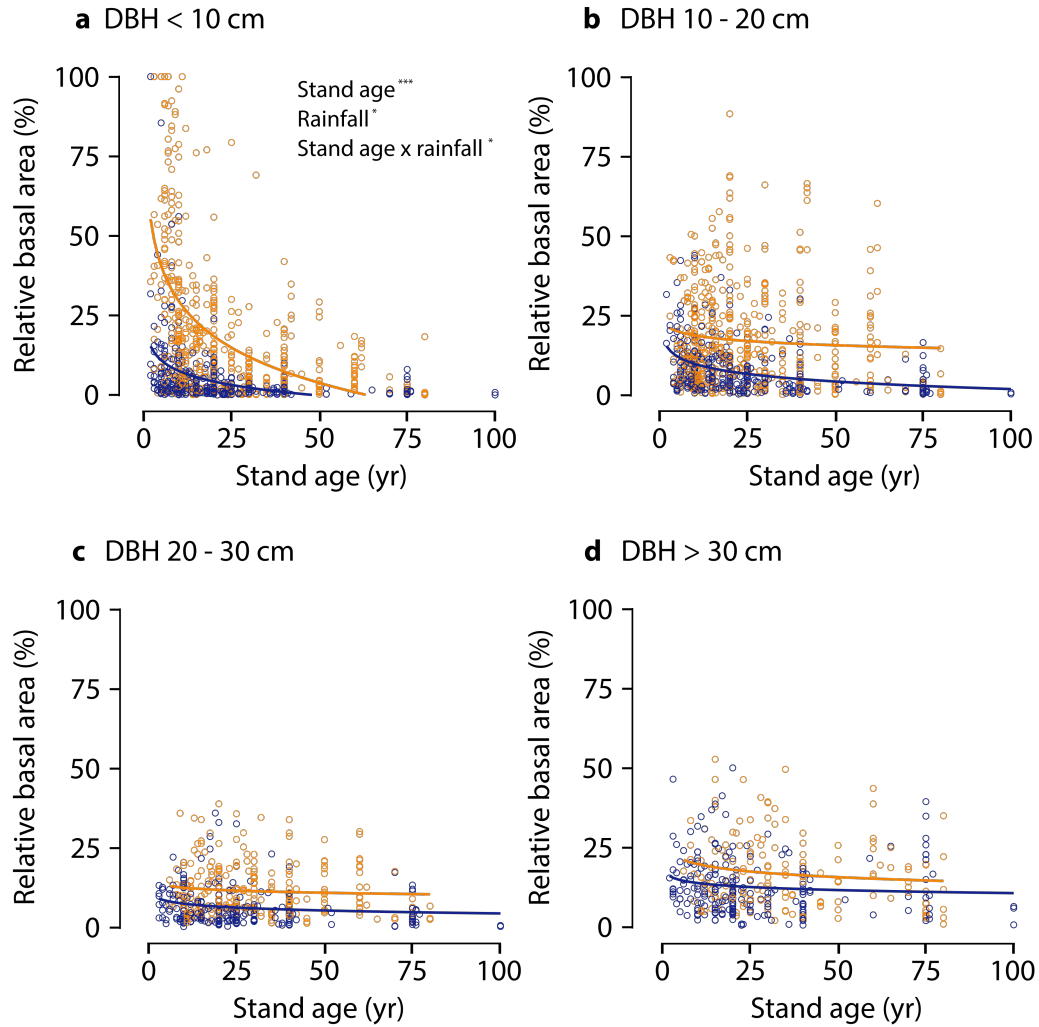 a DBH < 10 cm
Relative basal area (%)
100
75
50
25
0
Stand age ***
Rainfall *
Stand age x rainfall *
0 25 50 75 100
Stand age (yr)
b DBH 10 - 20 cm
Relative basal area (%)
100
75
50
25
0
0 25 50 75 100
Stand age (yr)
c DBH 20 - 30 cm
Relative basal area (%)
100
75
50
25
0
0 25 50 75 100
Stand age (yr)
d DBH > 30 cm
Relative basal area (%)
100
75
50
25
0
0 25 50 75 100
Stand age (yr)